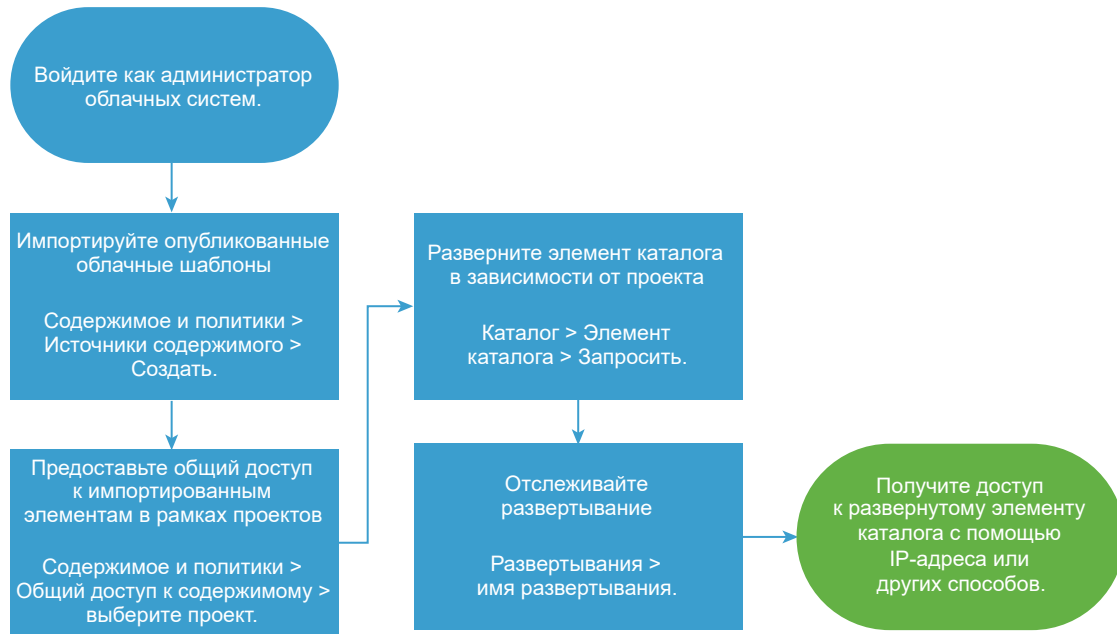 Войдите как администратор
облачных систем.
Импортируйте опубликованные
облачные шаблоны
Содержимое и политики >
Источники содержимого >
Создать.
Предоставьте общий доступ
к импортированным
элементам в рамках проектов
Содержимое и политики >
Общий доступ к содержимому >
выберите проект.
Разверните элемент каталога
в зависимости от проекта
Каталог > Элемент
каталога > Запросить.
Отслеживайте
развертывание
Развертывания >
имя развертывания.
Получите доступ
к развернутому элементу
каталога с помощью
IP-адреса или
других способов.